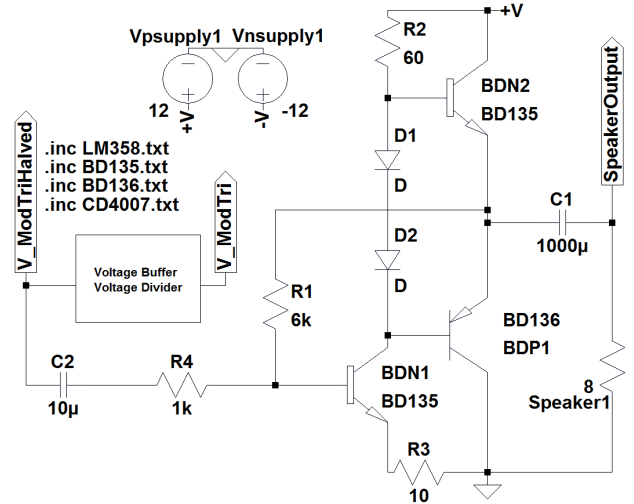 +V
R2
60
Vpsupply1 Vnsupply1
12
-12
+V
-V
BDN2
BD135
SpeakerOutput
V_ModTriHalved
.inc LM358.txt
.inc BD135.txt
.inc BD136.txt
.inc CD4007.txt
V_ModTri
D1
D
C1
1000µ
D2
D
Voltage Buffer
Voltage Divider
R1
6k
BD136
BDP1
C2
10µ
R4
1k
BDN1
BD135
8
Speaker1
R3
10